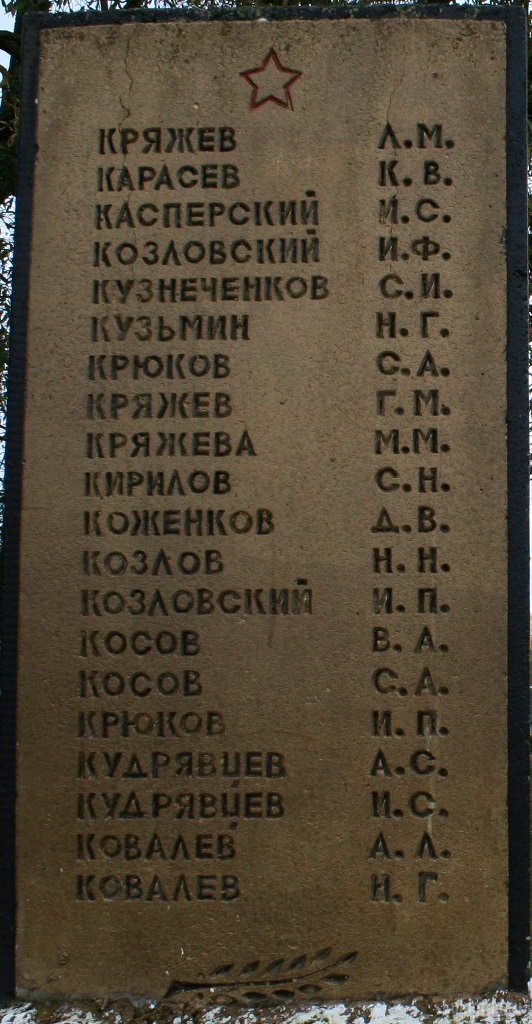 КРЯЖЕВ Л.М.
КАРАСЕВ К.В.
КАСПЕРСКИЙ И.С.
КОЗЛОВСКИЙ И.Ф.
КУЗНЕЧЕНКОВ С.И.
КУЗЬМИН Н.Г.
КРЮКОВ С.А.
КРЯЖЕВ Г.М.
КРЯЖЕВА М.М.
КИРИЛОВ С.Н.
КОЖЕНКОВ Д.В.
КОЗЛОВ Н.Н.
КОЗЛОВСКИЙ И.П.
КОСОВ В.А.
КОСОВ С.А.
КРЮКОВ И.П.
КУДРЯВЦЕВ А.С.
КУДРЯВЦЕВ И.С.
КОВАЛЕВ А.Л.
КОВАЛЕВ И.Г.